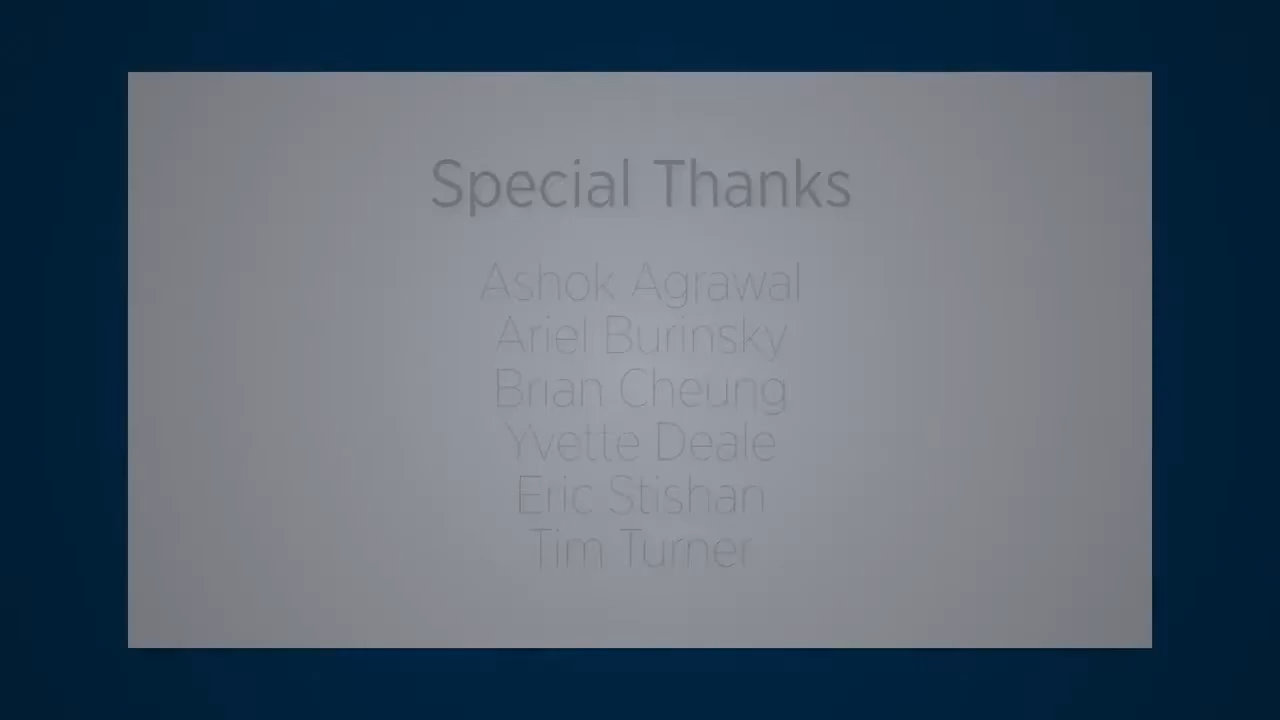 Special Thanks
Ashok Agrawal
Ariel Burinsky
Brian Cheung
Yvette Deale
Eric Stishan
Tim Turner